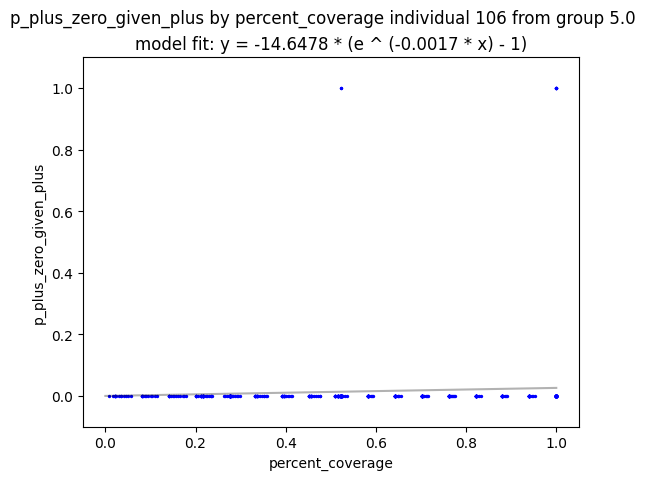 p_plus_zero_given_plus by percent_coverage individual 106 from group 5.0
model fit: y = -14.6478 * (e ^ (-0.0017 * x) - 1)
1.0
0.8
0.6
0.4
0.2
0.0
p_plus_zero_given_plus
0.0 0.2 0.4 0.6 0.8 1.0
percent_coverage